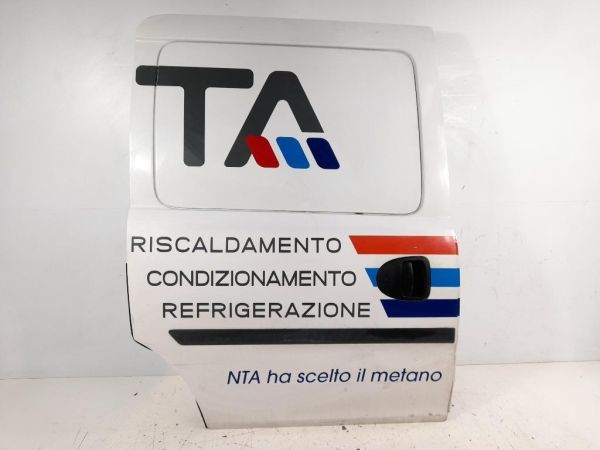 TA
RISCALDAMENTO
CONDIZIONAMENTO
REFRIGERAZIONE
NTA ha scelto il metano